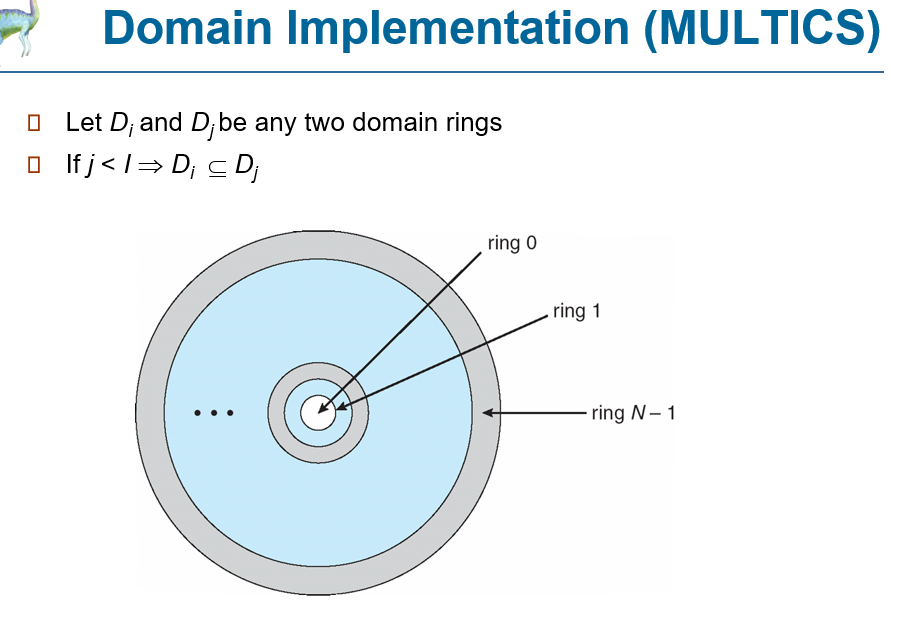 Domain Implementation (MULTICS)
Let Di and Dj be any two domain rings
If j < I ⇒ Di ⊆ Dj
ring 0
ring 1
• • •
ring N – 1